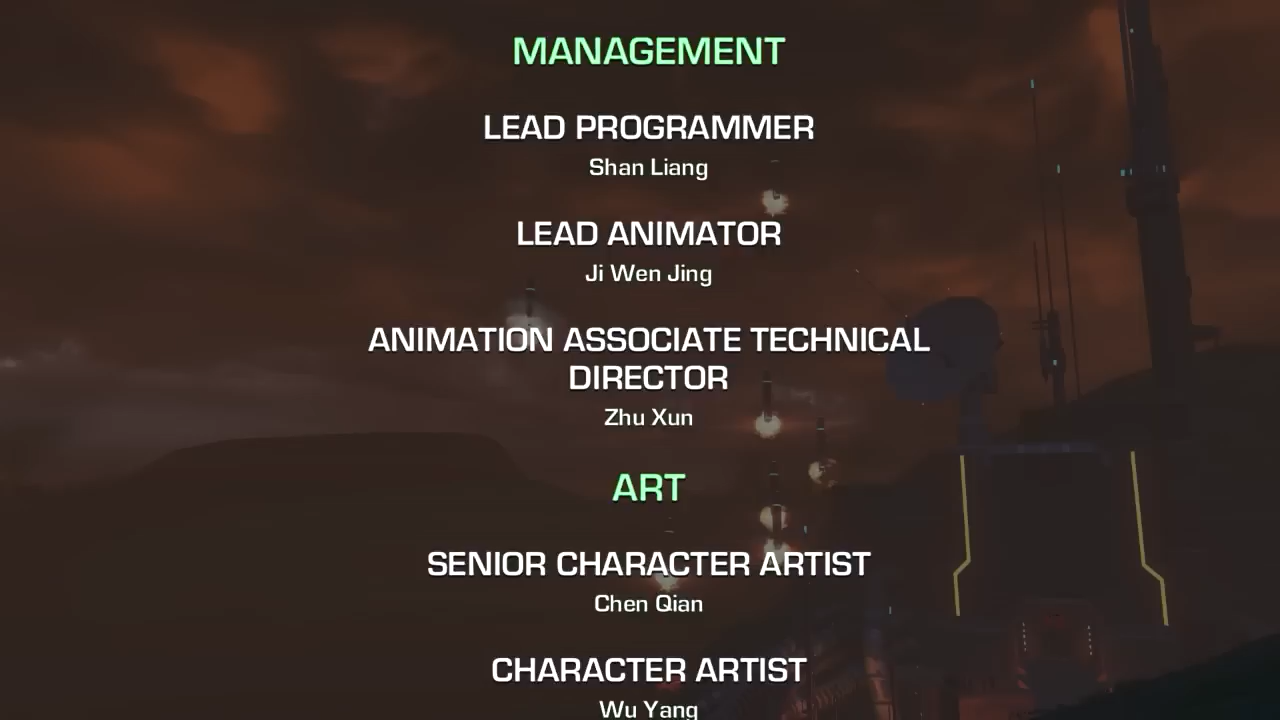 MANAGEMENT
LEAD PROGRAMMER
Shan Liang
LEAD ANIMATOR
Ji Wen Jing
ANIMATION ASSOCIATE TECHNICAL
DIRECTOR
Zhu Xun
ART
SENIOR CHARACTER ARTIST
Chen Qian
CHARACTER ARTIST
Wu Yang